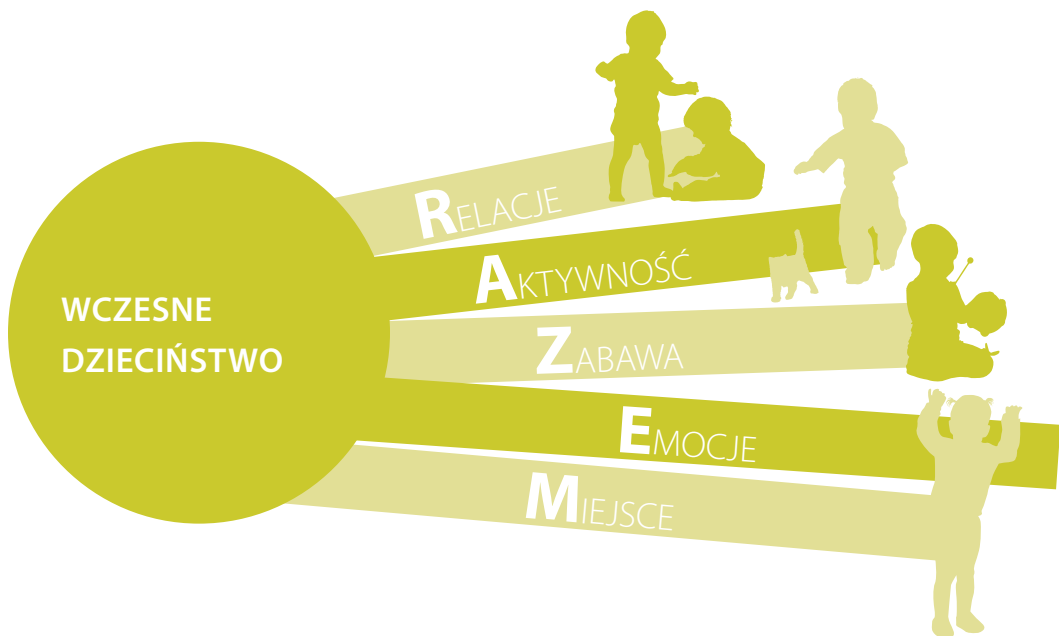 WCZESNE
DZIECIŃSTWO
RELACJE
AKTYWNOŚĆ
ZABAWA
EMOCJE
MIEJSCE